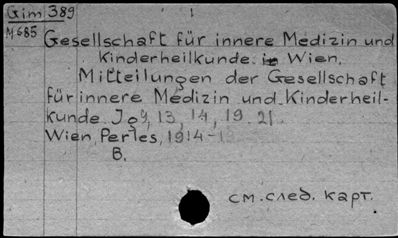 Gim 389
M.685
Gesellschaft für innere Medizin und
Kinderheilkunde in Wien.
Mitteilungen der Gesellschaft
für innere Medizin und Kinderheil-
kunde. Jg 13, 14, 19 21
Wien, Perles, 1914-
B.
см. след. карт.